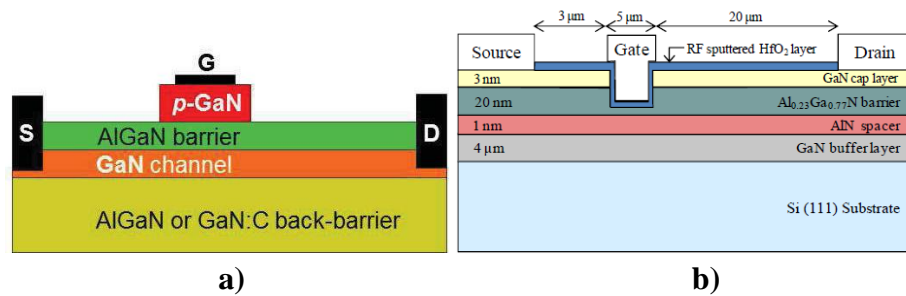 G
p-GaN
S
D
AlGaN barrier
GaN channel
AlGaN or GaN:C back-barrier
a)
3 µm
5 µm
20 µm
Source
Gate
RF sputtered HfO2 layer
Drain
3 nm
GaN cap layer
20 nm
Al0.23Ga0.77N barrier
1 nm
AlN spacer
4 µm
GaN buffer layer
Si (111) Substrate
b)